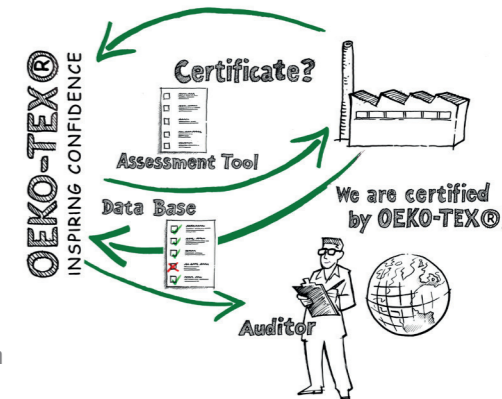 OEKO-TEX®
INSPIRING CONFIDENCE
Certificate?
Assessment Tool
Data Base
We are certified
by OEKO-TEX®
Auditor